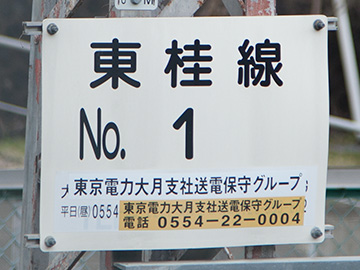 東桂線
No. 1
東京電力大月支社送電保守グループ
平日(昼)0554
東京電力大月支社送電保守グループ
電話 0554-22-0004